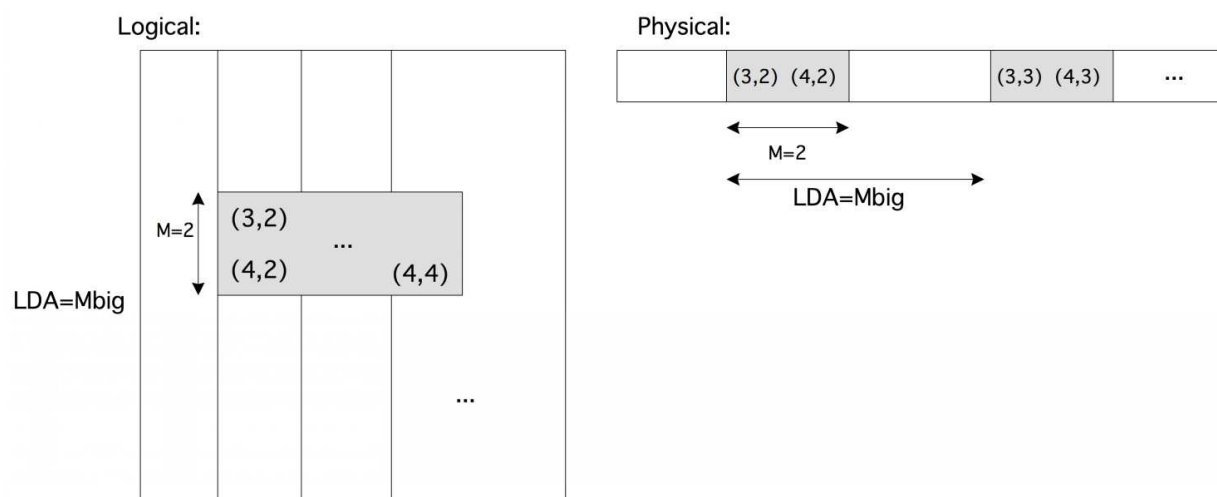 Logical:
(3,2)
M=2
...
(4,2)
(4,4)
LDA=Mbig
...
Physical:
(3,2) (4,2)
(3,3) (4,3)
...
M=2
LDA=Mbig